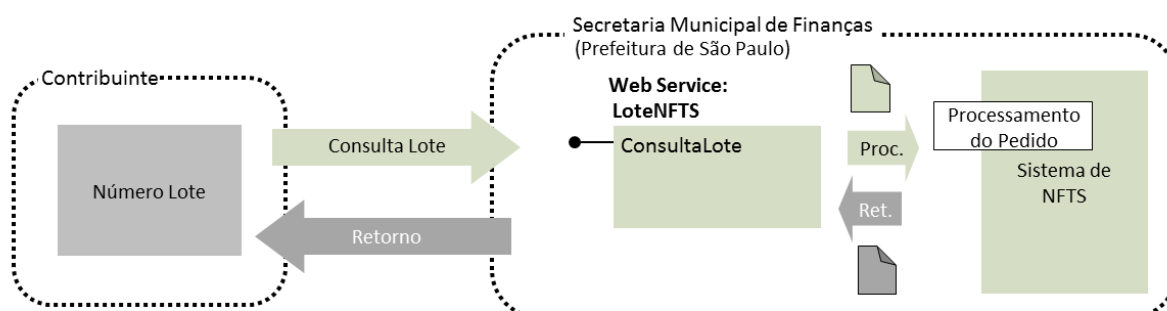 Secretaria Municipal de Finanças
(Prefeitura de São Paulo)
Contribuinte
Web Service:
LoteNFTS
Processamento
do Pedido
Consulta Lote
ConsultaLote
Proc.
Número Lote
Sistema de
NFTS
Retorno
Ret.